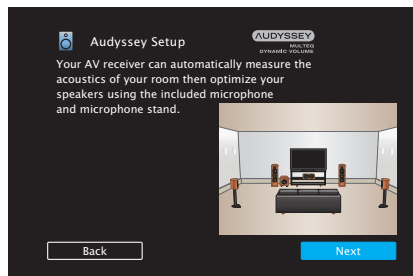 Audyssey Setup
AUDYSSEY
MULTEQ
DYNAMIC VOLUME
Your AV receiver can automatically measure the
acoustics of your room then optimize your
speakers using the included microphone
and microphone stand.
Back
Next